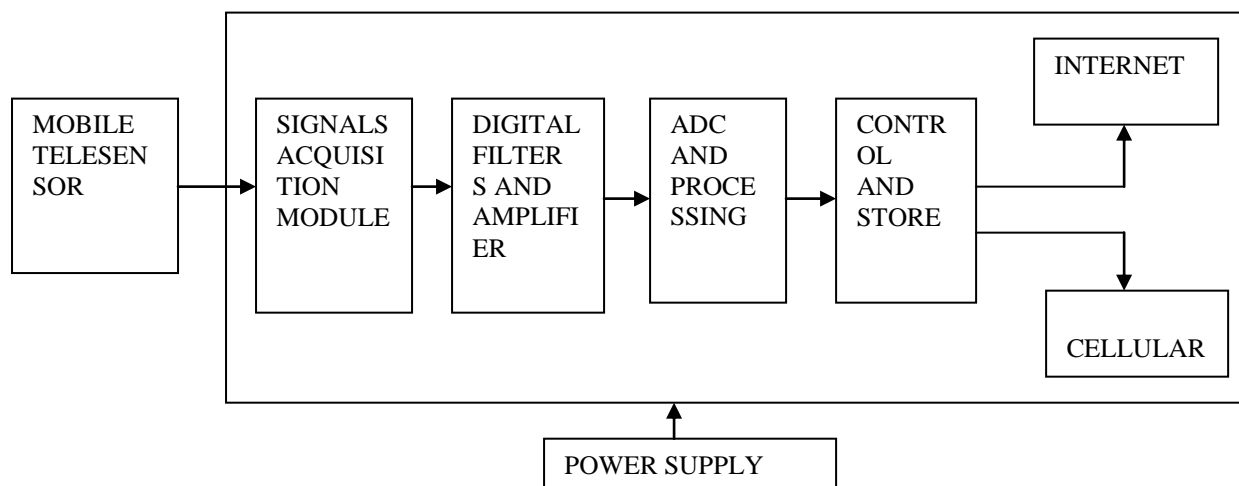 MOBILE
TELESEN
SOR
SIGNALS
ACQUISI
TION
MODULE
DIGITAL
FILTER
S AND
AMPLIFI
ER
ADC
AND
PROCE
SSING
CONTR
OL
AND
STORE
INTERNET
CELLULAR
POWER SUPPLY